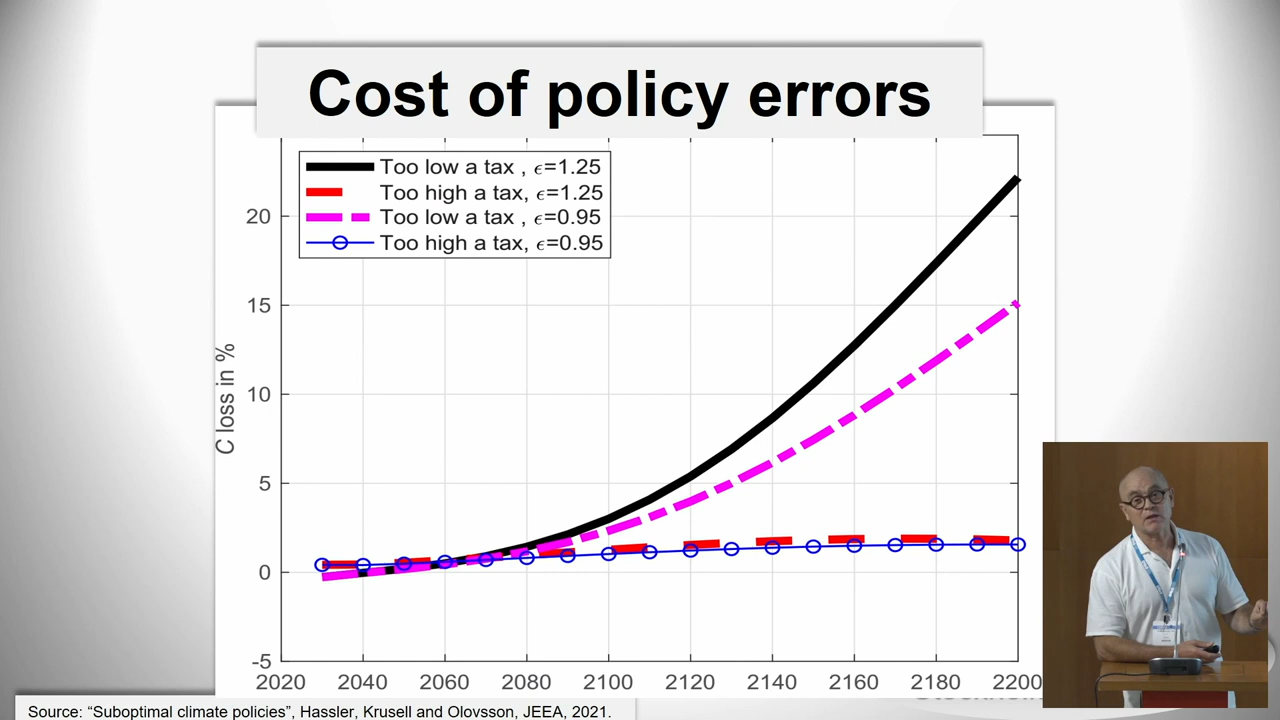 Cost of policy errors
Too low a tax , ϵ=1.25
Too high a tax, ϵ=1.25
Too low a tax , ϵ=0.95
Too high a tax, ϵ=0.95
20
15
10
5
0
-5
C loss in %
2020 2040 2060 2080 2100 2120 2140 2160 2180 2200
Source: “Suboptimal climate policies”, Hassler, Krusell and Olovsson, JEEA, 2021.